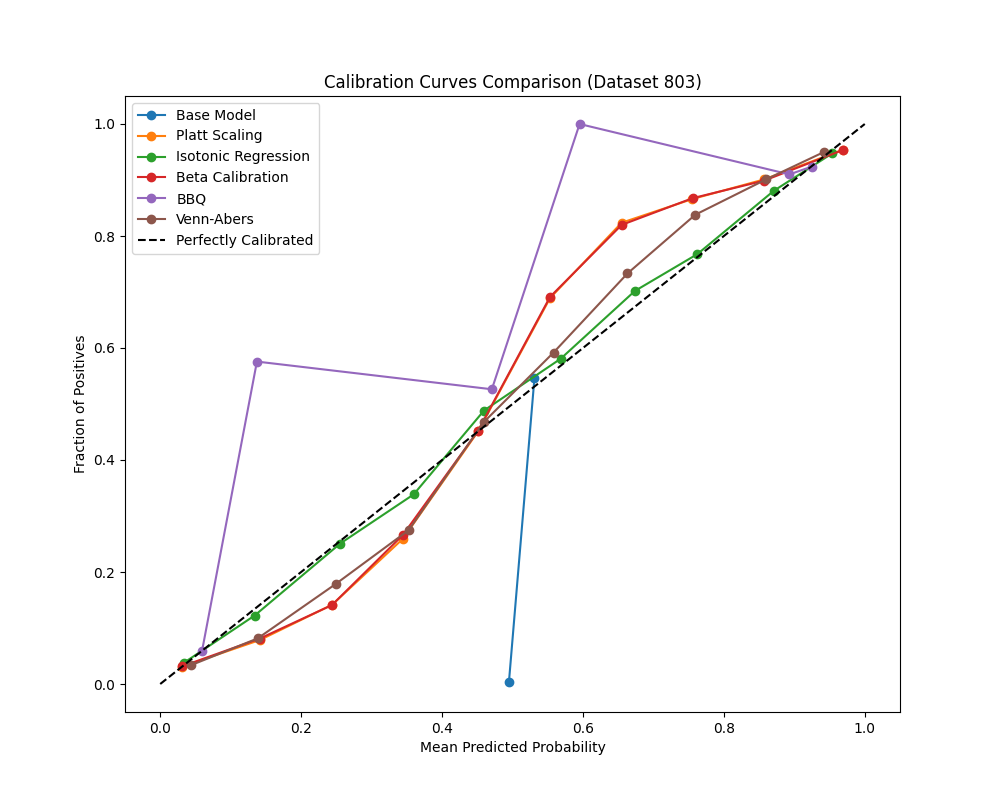 Calibration Curves Comparison (Dataset 803)
Base Model
Platt Scaling
Isotonic Regression
Beta Calibration
BBQ
Venn-Abers
Perfectly Calibrated
Fraction of Positives
1.0
0.8
0.6
0.4
0.2
0.0
0.0 0.2 0.4 0.6 0.8 1.0
Mean Predicted Probability